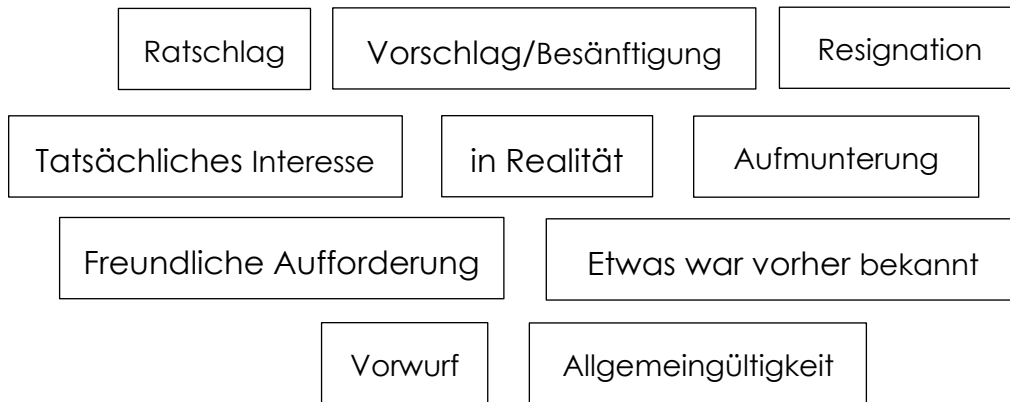 Ratschlag Vorschlag/Besänftigung Resignation
Tatsächliches Interesse in Realität Aufmunterung
Freundliche Aufforderung Etwas war vorher bekannt
Vorwurf Allgemeingültigkeit